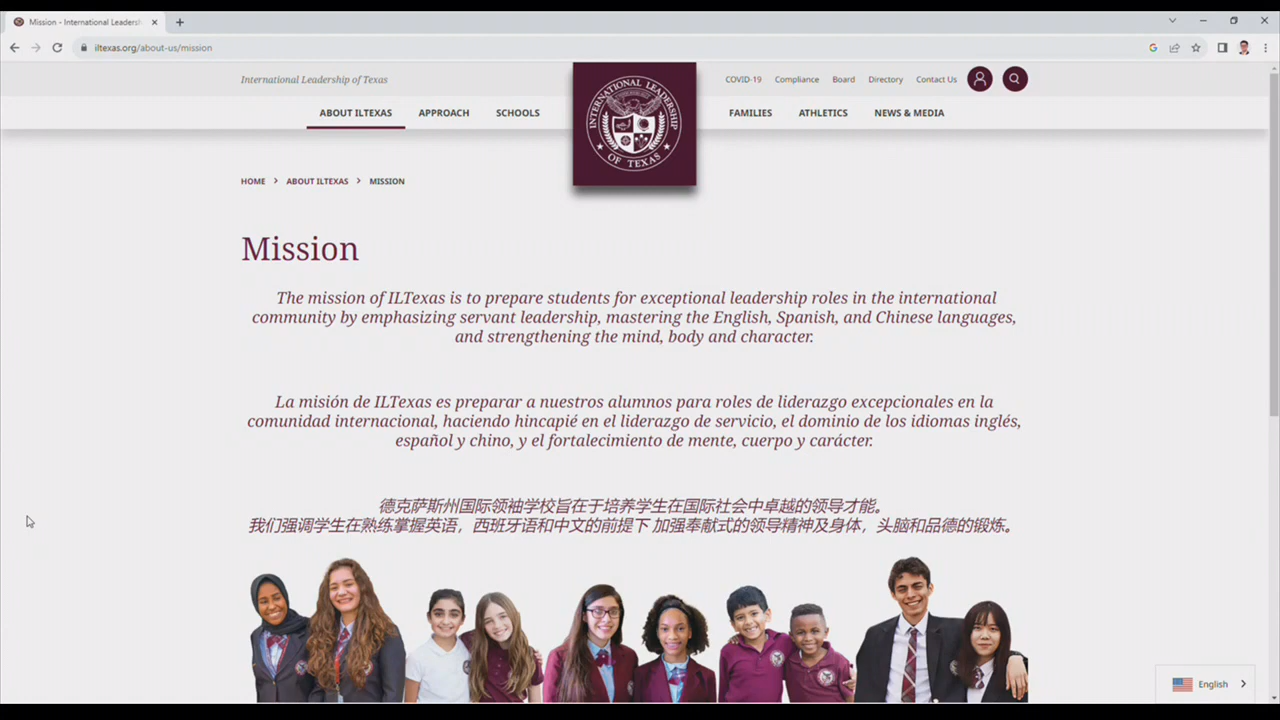 Mission - International Leadersh
iltexas.org/about-us/mission
International Leadership of Texas
COVID-19 Compliance Board Directory Contact Us
ABOUT ILTEXAS APPROACH SCHOOLS FAMILIES ATHLETICS NEWS & MEDIA
INTERNATIONAL LEADERSHIP
OF TEXAS
HOME > ABOUT ILTEXAS > MISSION
Mission
The mission of ILTexas is to prepare students for exceptional leadership roles in the international
community by emphasizing servant leadership, mastering the English, Spanish, and Chinese languages,
and strengthening the mind, body and character.
La misión de ILTexas es preparar a nuestros alumnos para roles de liderazgo excepcionales en la
comunidad internacional, haciendo hincapié en el liderazgo de servicio, el dominio de los idiomas inglés,
español y chino, y el fortalecimiento de mente, cuerpo y carácter.
德克萨斯州国际领袖学校旨在于培养学生在国际社会中卓越的领导才能。
我们强调学生在熟练掌握英语，西班牙语和中文的前提下 加强奉献式的领导精神及身体，头脑和品德的锻炼。
English